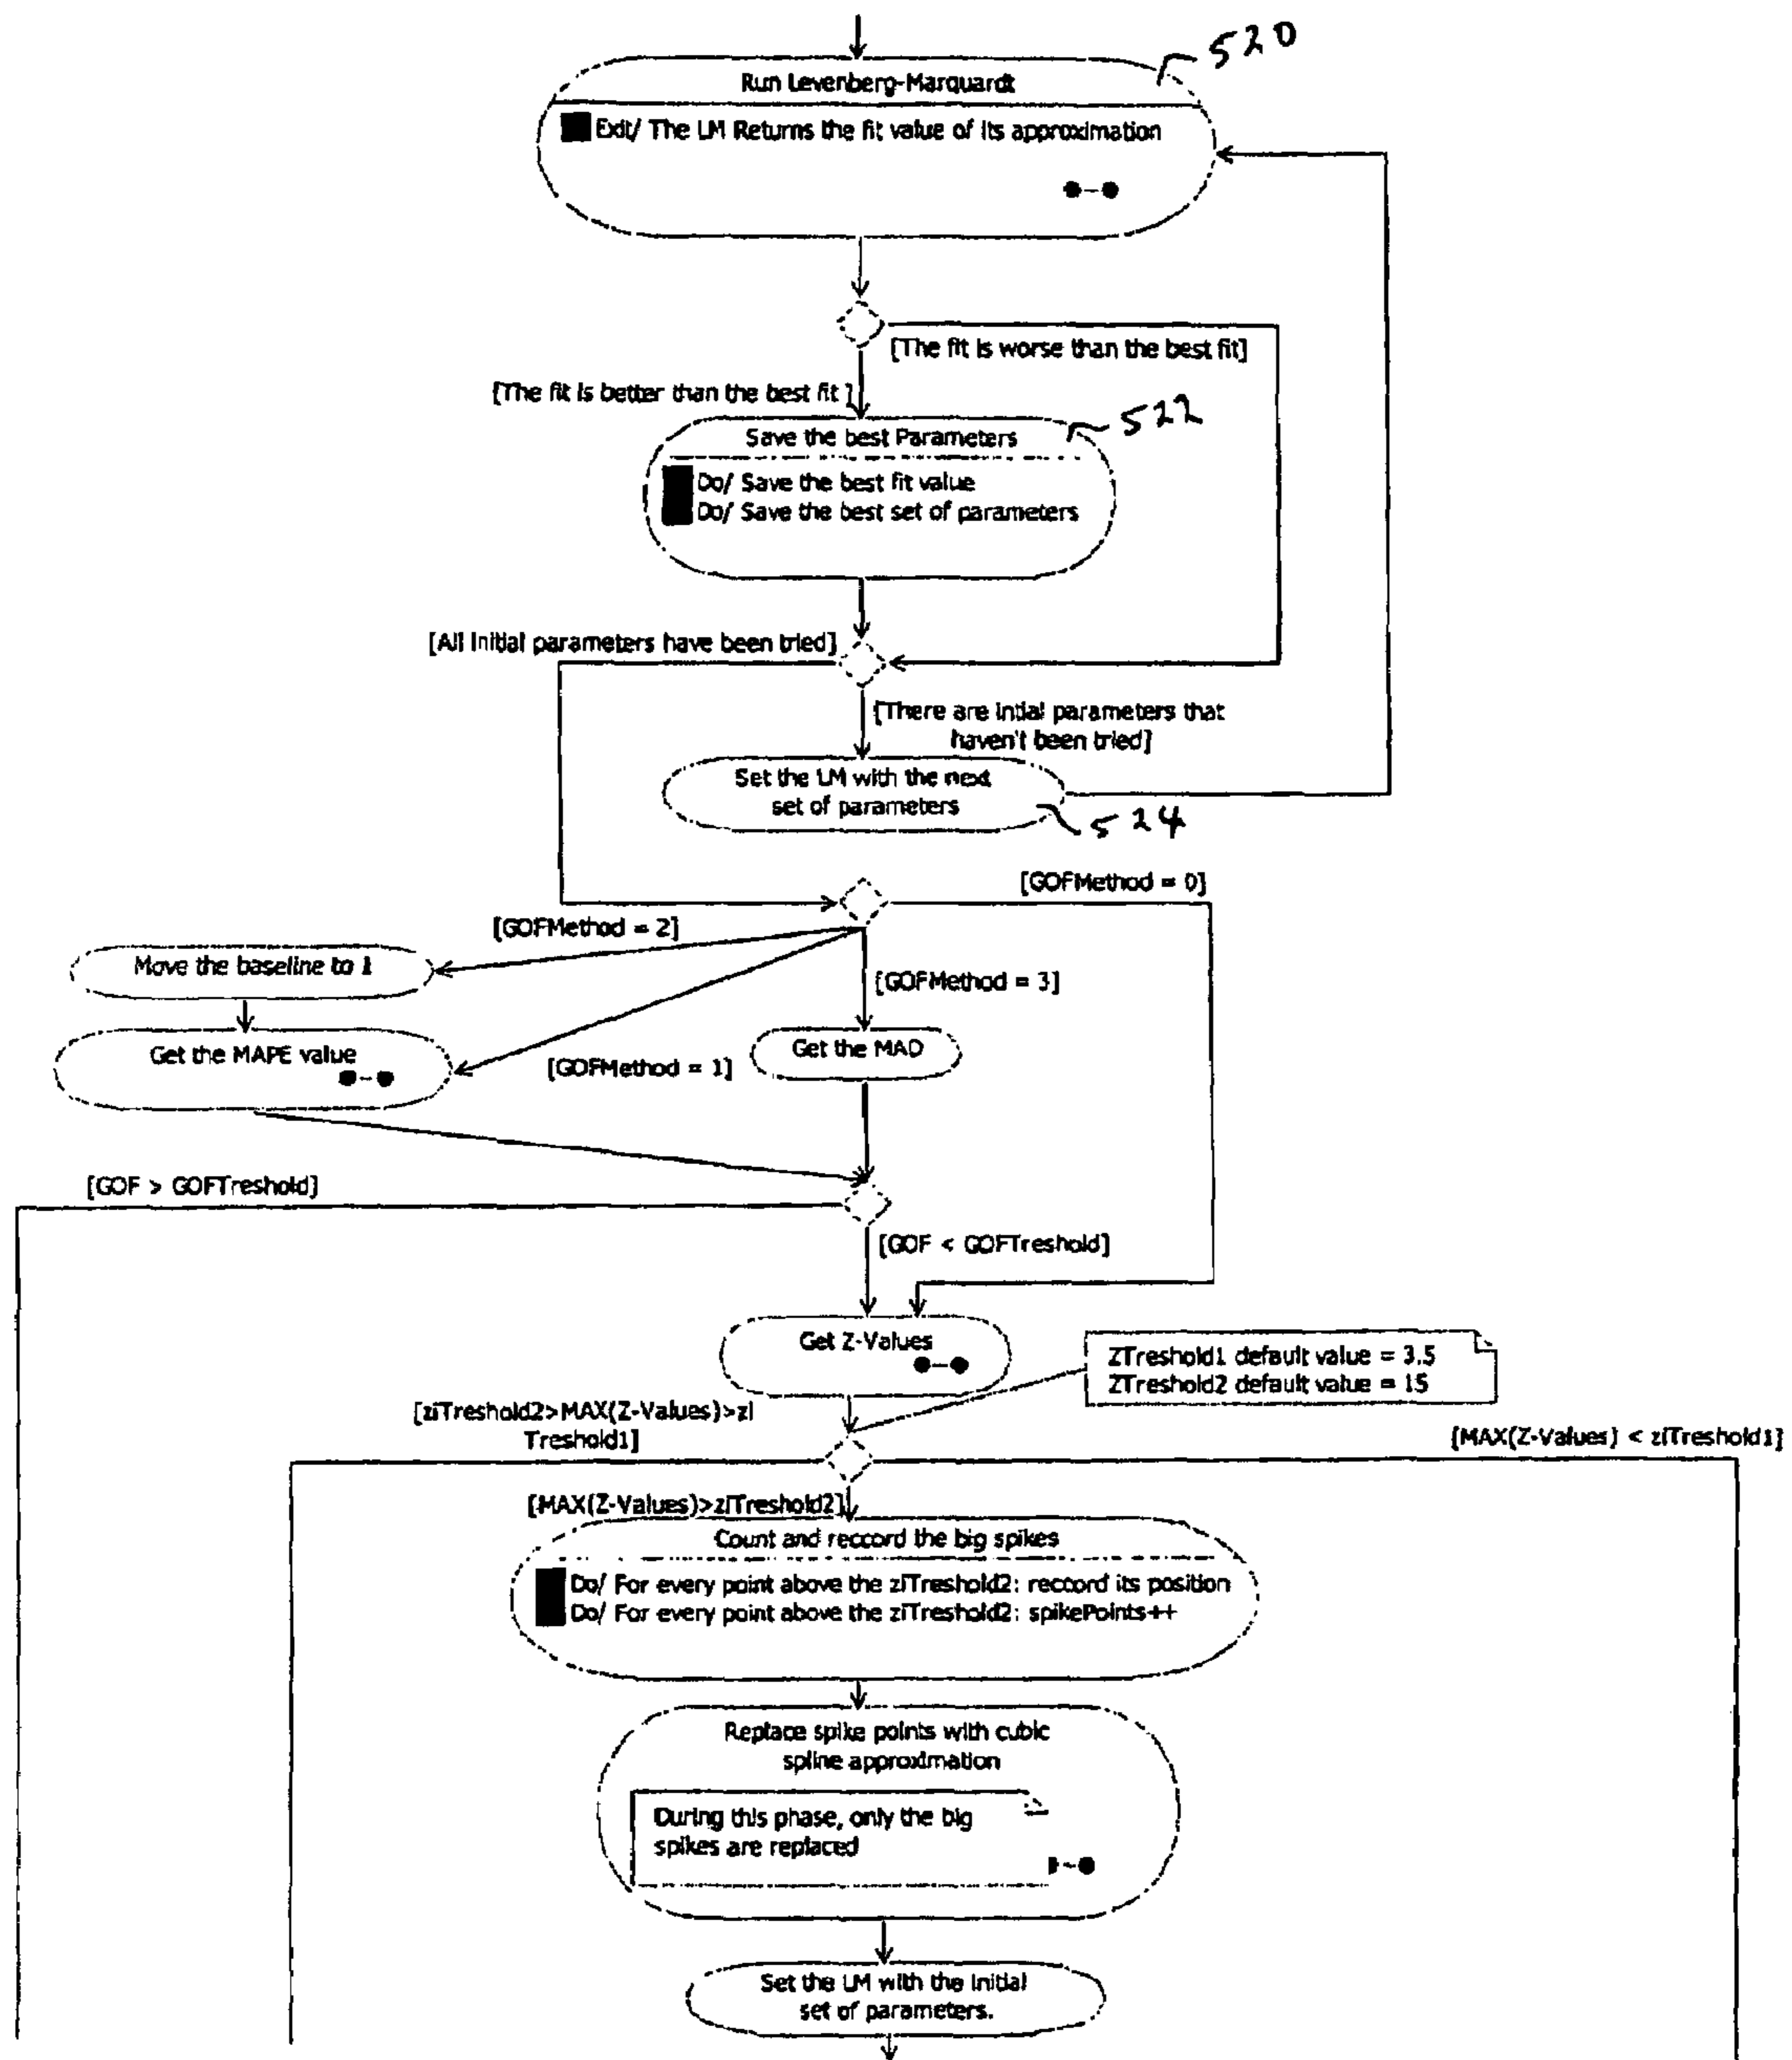 520
Run Levenberg-Marquardt
Exit/ The LM Returns the fit value of its approximation
[The fit is worse than the best fit]
[The fit is better than the best fit ]
522
Save the best Parameters
Do/ Save the best fit value
Do/ Save the best set of parameters
[All initial parameters have been tried]
[There are intial parameters that
haven't been tried]
Set the LM with the next
set of parameters
524
[GOFMethod = 0]
[GOFMethod = 2]
Move the baseline to 1
[GOFMethod = 3]
Get the MAPE value
[GOFMethod = 1]
Get the MAD
[GOF > GOFTreshold]
[GOF < GOFTreshold]
Get Z-Values
ZTreshold1 default value = 3.5
ZTreshold2 default value = 15
[ziTreshold2>MAX(Z-Values)>zi
Treshold1]
[MAX(Z-Values) < ziTreshold1]
[MAX(Z-Values)>ziTreshold2]
Count and reccord the big spikes
Do/ For every point above the ziTreshold2: reccord its position
Do/ For every point above the ziTreshold2: spikePoints++
Replace spike points with cubic
spline approximation
During this phase, only the big
spikes are replaced
Set the LM with the initial
set of parameters.